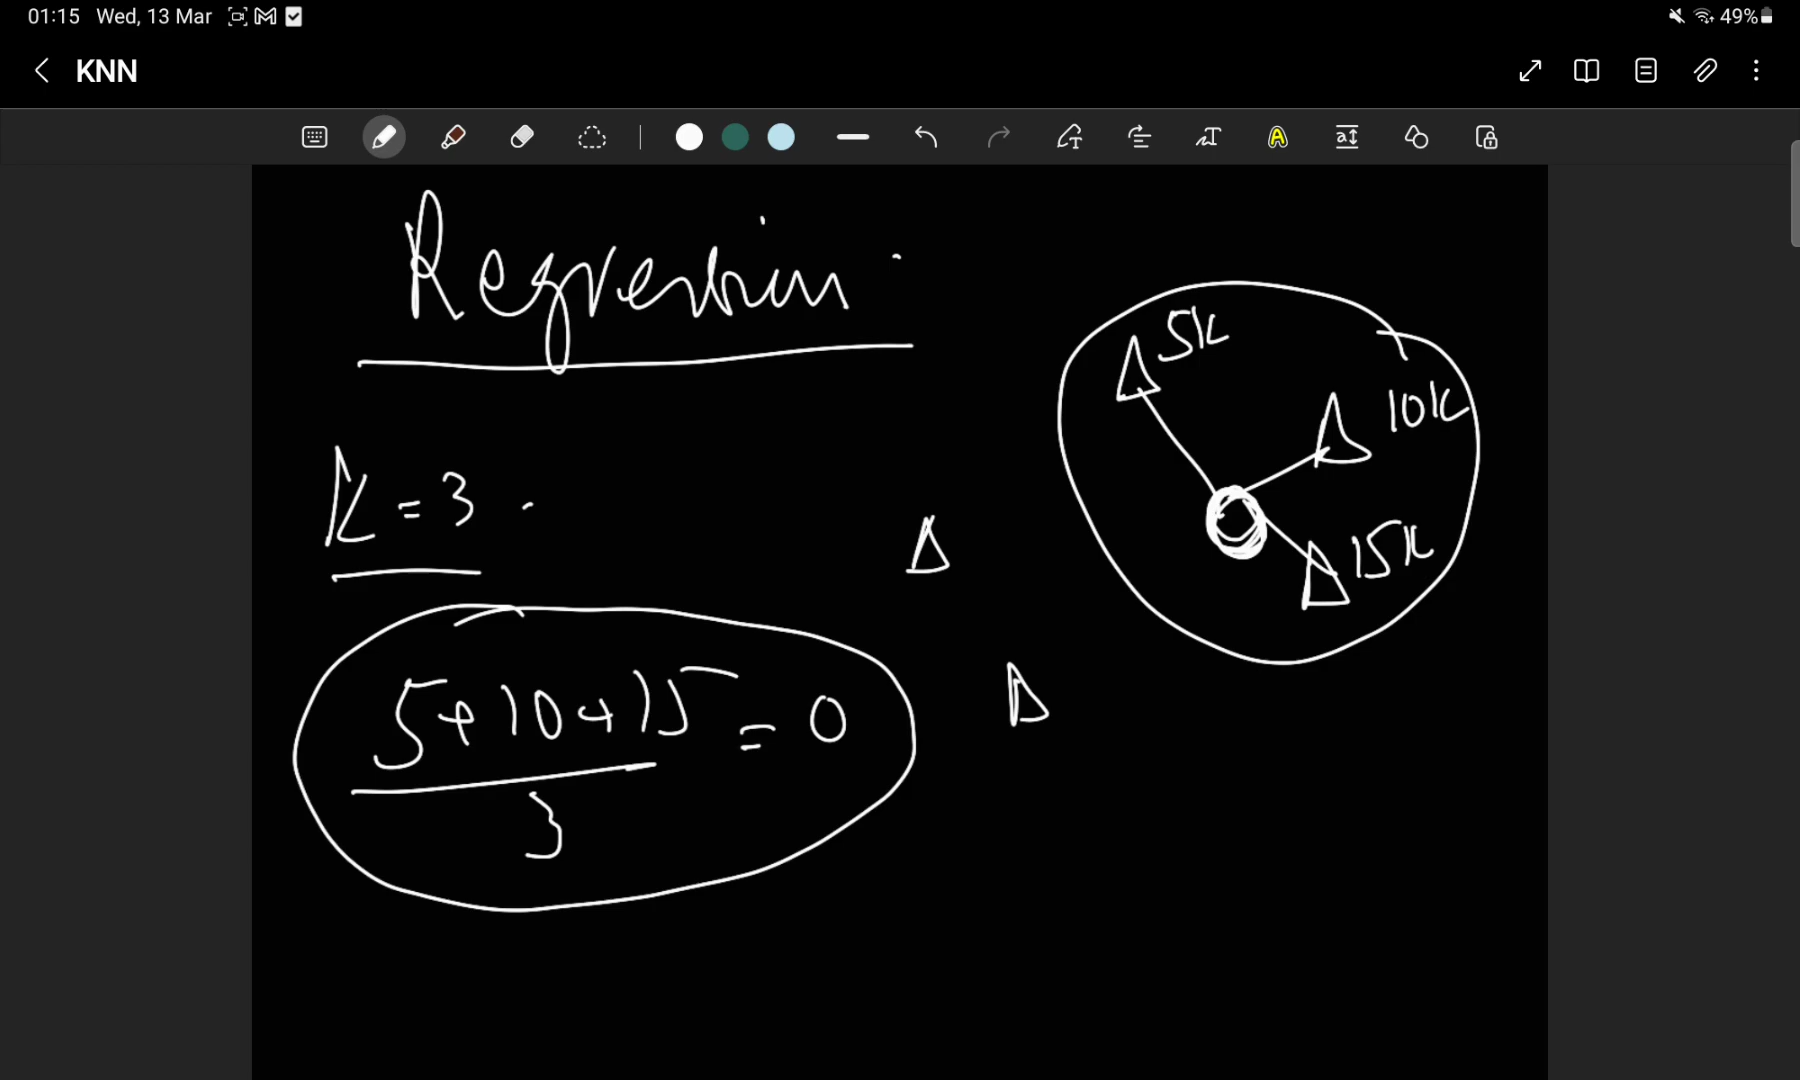 01:15 Wed, 13 Mar 49%
KNN
Regression
5K
10K
K = 3
15K
5+10+15 = 0
3